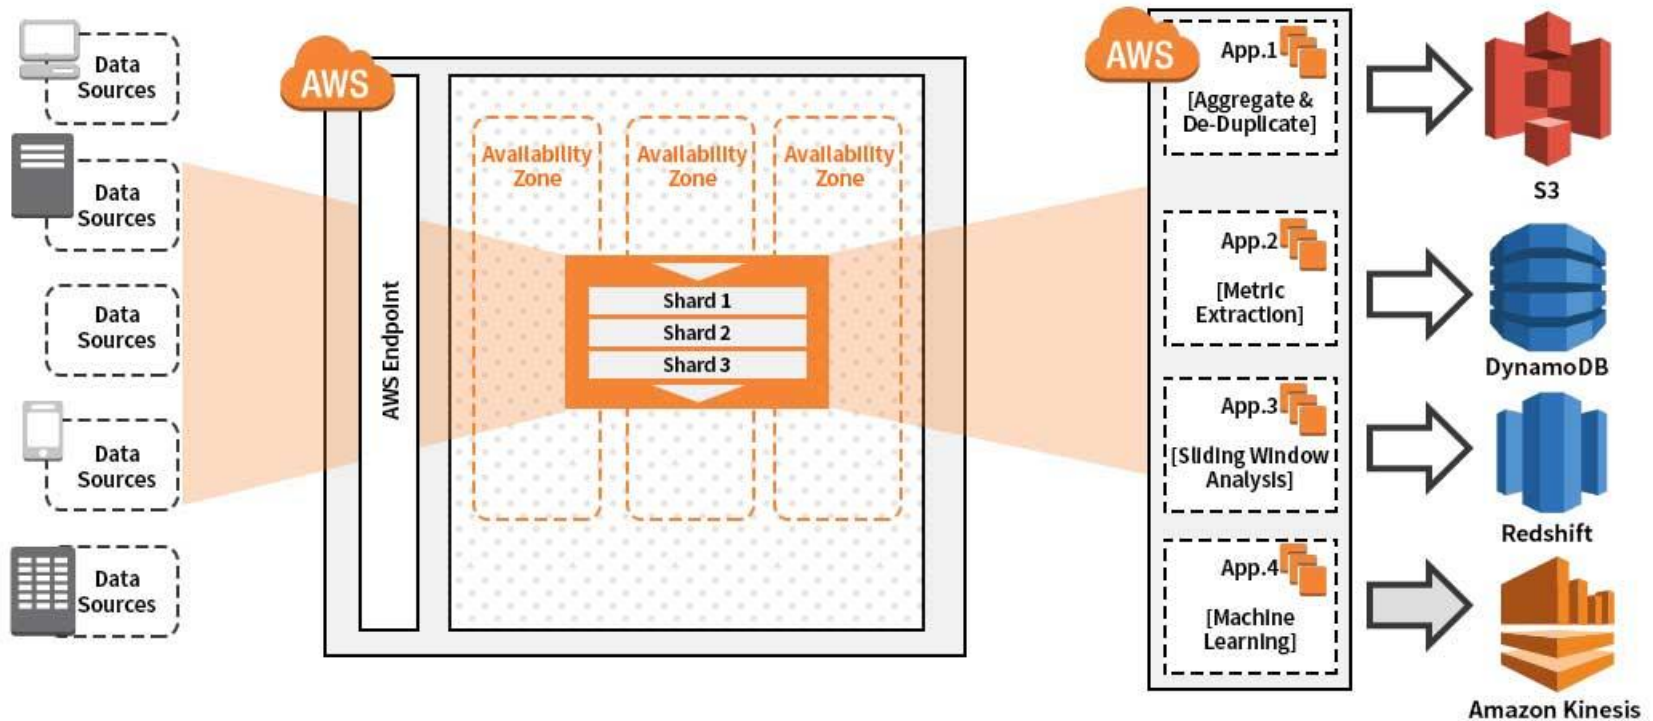 Data
Sources
Data
Sources
Data
Sources
Data
Sources
Data
Sources
AWS
AWS Endpoint
Availability
Zone
Availability
Zone
Availability
Zone
Shard 1
Shard 2
Shard 3
AWS
App.1
[Aggregate &
De-Duplicate]
App.2
[Metric
Extraction]
App.3
[Sliding Window
Analysis]
App.4
[Machine
Learning]
S3
DynamoDB
Redshift
Amazon Kinesis